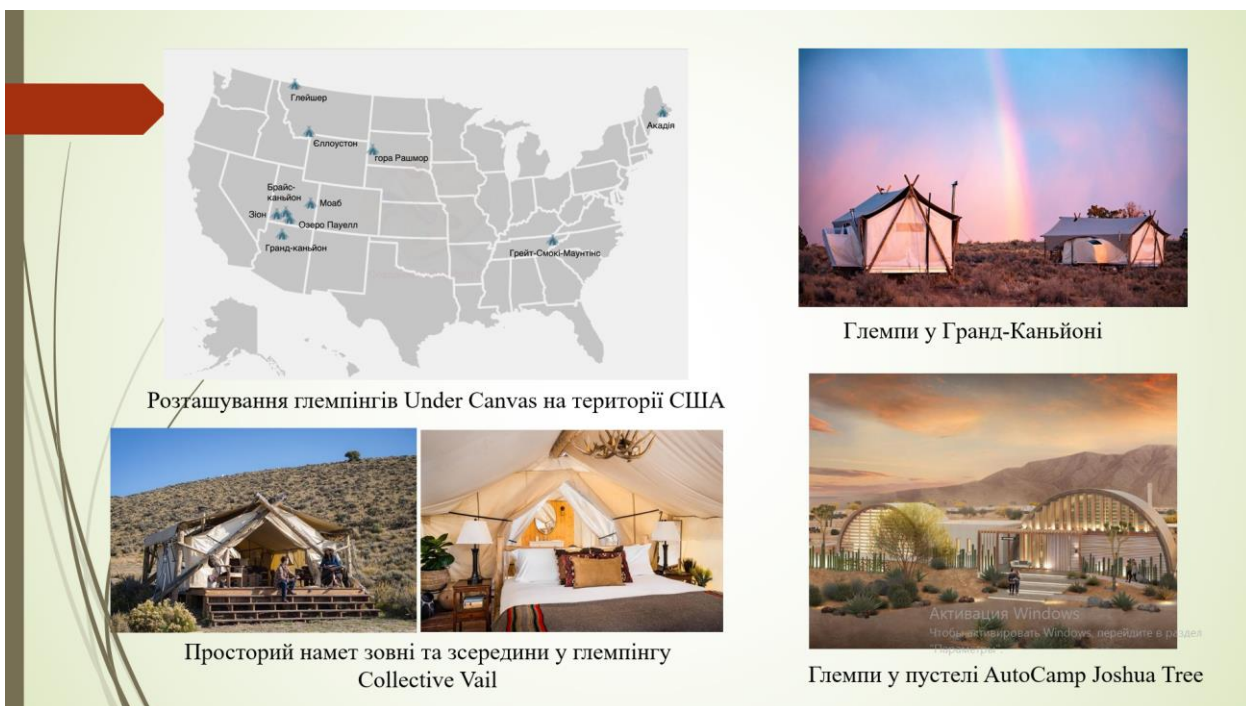 Глейшер
Єллоустон
гора Рашмор
Акадія
Брайс-
каньйон
Моаб
Зіон
Озеро Пауелл
Гранд-каньйон
Грейт-Смокі-Маунтінс
Розташування глемпінгів Under Canvas на території США
Глемпи у Гранд-Каньйоні
Просторий намет зовні та зсередини у глемпінгу
Collective Vail
Активация Windows
Чтобы активировать Windows, перейдите в раздел
"Параметры".
Глемпи у пустелі AutoCamp Joshua Tree